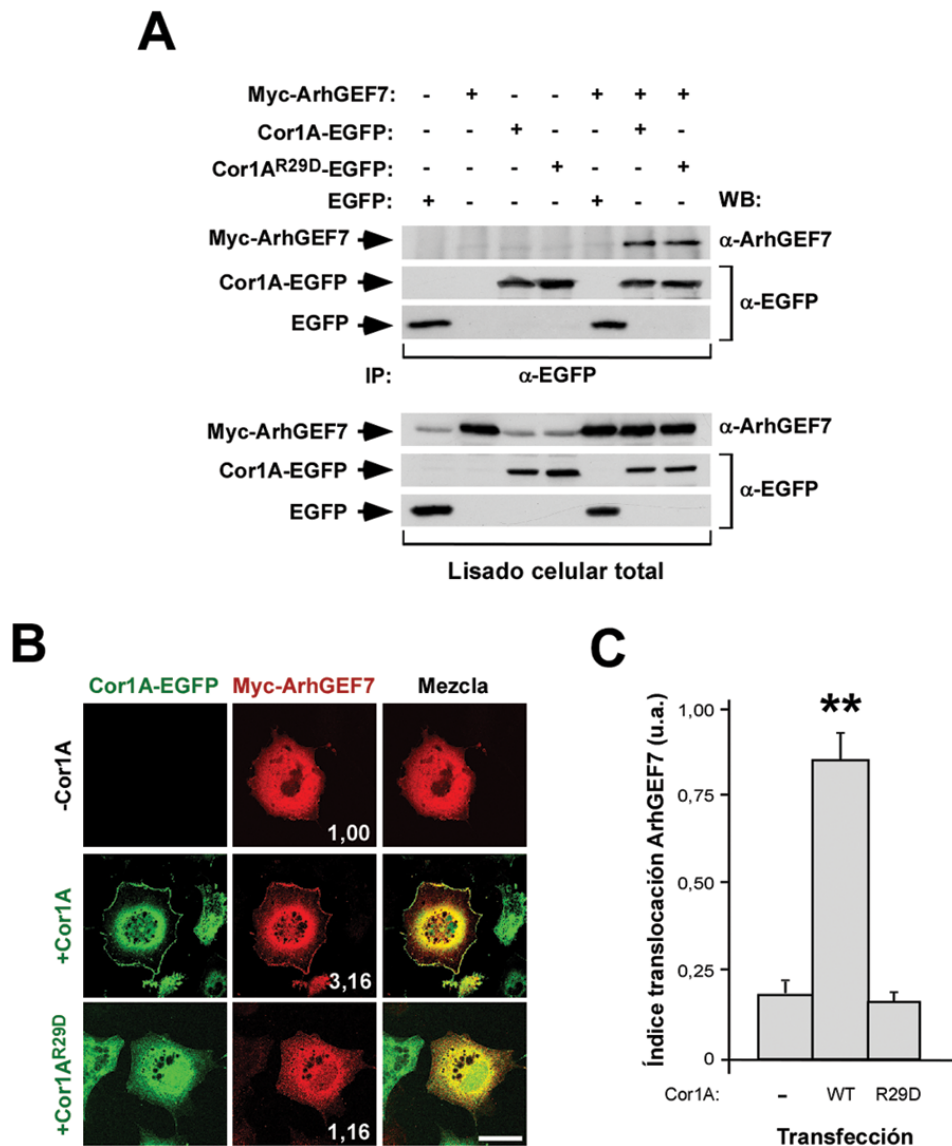 A
Myc-ArhGEF7: - + - - + + +
Cor1A-EGFP: - - + - - + -
Cor1AR29D-EGFP: - - - + - - +
EGFP: + - - - + - - WB:
Myc-ArhGEF7 α-ArhGEF7
Cor1A-EGFP α-EGFP
EGFP
IP: α-EGFP
Myc-ArhGEF7 α-ArhGEF7
Cor1A-EGFP α-EGFP
EGFP
Lisado celular total
B
Cor1A-EGFP Myc-ArhGEF7 Mezcla
-Cor1A
1,00
+Cor1A
3,16
+Cor1AR29D
1,16
C
Índice translocación ArhGEF7 (u.a.)
1,00
0,75
0,50
0,25
0
**
Cor1A: - WT R29D
Transfección